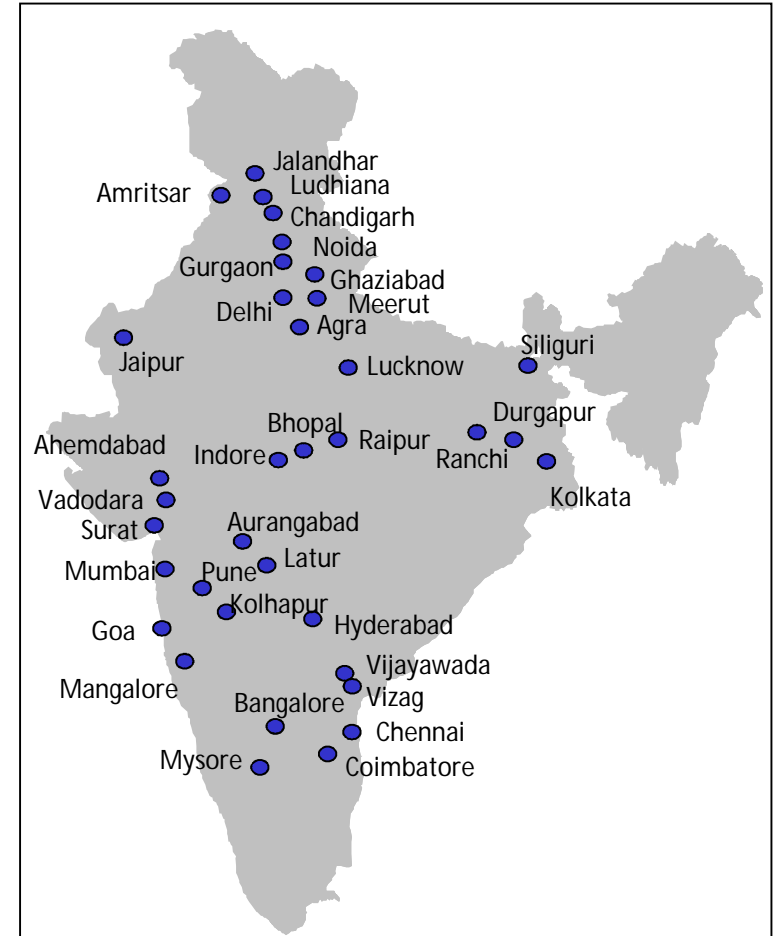 Jalandhar
Amritsar
Ludhiana
Chandigarh
Noida
Gurgaon
Ghaziabad
Delhi
Meerut
Agra
Jaipur
Lucknow
Siliguri
Bhopal
Durgapur
Indore
Raipur
Ranchi
Ahemdabad
Kolkata
Vadodara
Surat
Aurangabad
Mumbai
Pune
Latur
Kolhapur
Goa
Hyderabad
Mangalore
Vijayawada
Bangalore
Vizag
Chennai
Mysore
Coimbatore